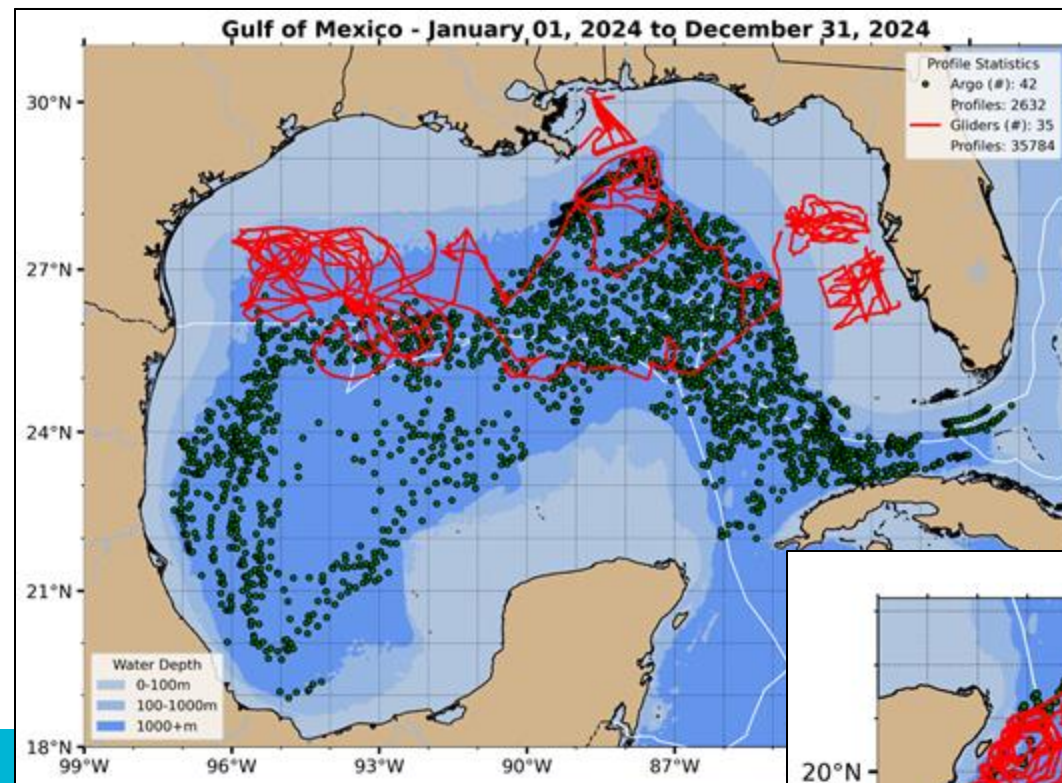 Gulf of Mexico - January 01, 2024 to December 31, 2024
Profile Statistics
Argo (#): 42
Profiles: 2632
Gliders (#): 35
Profiles: 35784
30°N
27°N
24°N
21°N
18°N
Water Depth
0-100m
100-1000m
1000+m
99°W
96°W
93°W
90°W
87°W
20°N